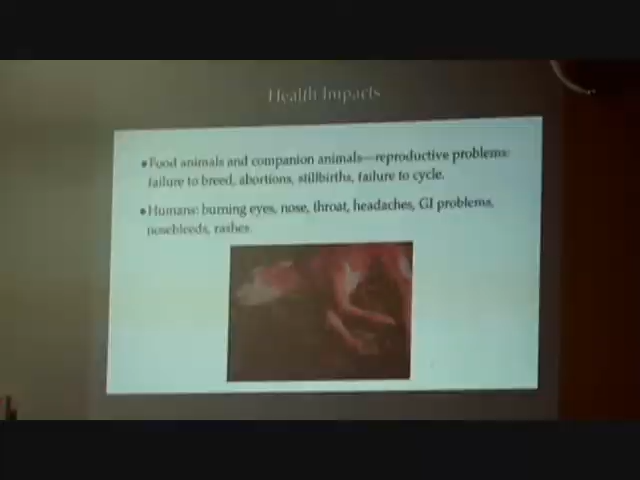 Health Impacts
•Food animals and companion animals—reproductive problems:
failure to breed, abortions, stillbirths, failure to cycle.
•Humans: burning eyes, nose, throat, headaches, GI problems,
nosebleeds, rashes.